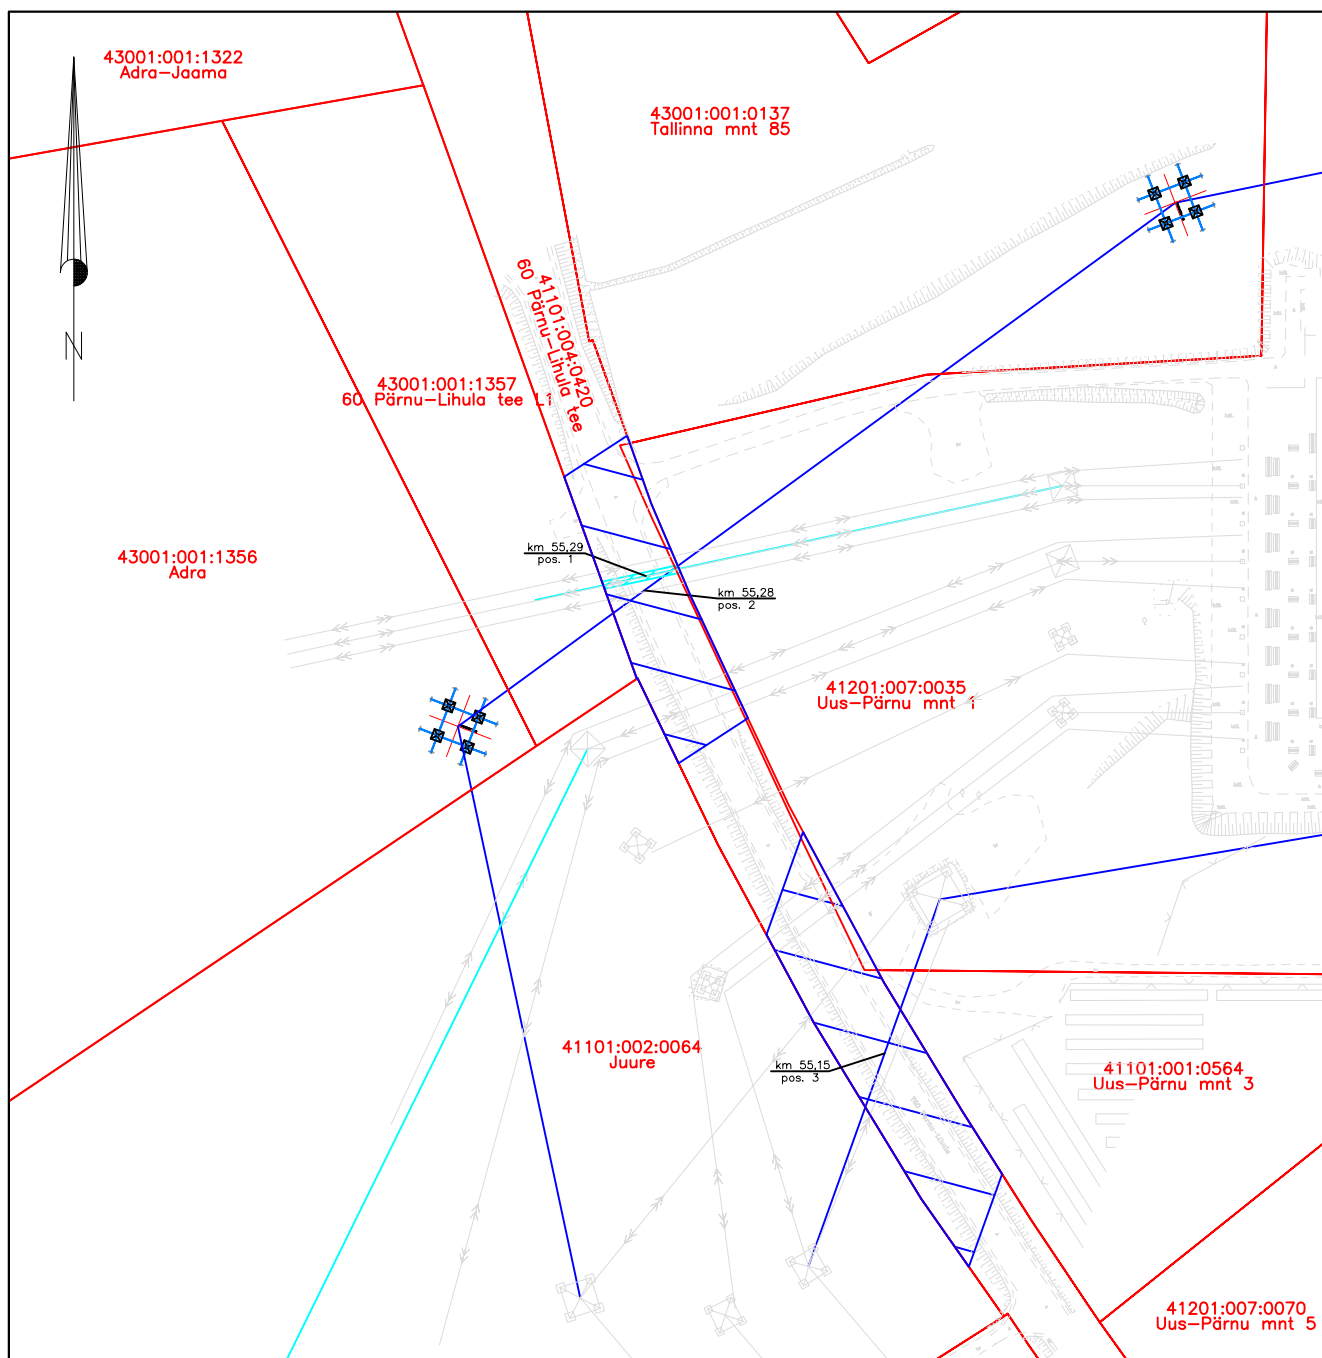 43001:001:1322
Adra-Jaama
43001:001:0137
Tallinna mnt 85
N
41101:004:0420
60 Pärnu-Lihula tee
43001:001:1357
60 Pärnu-Lihula tee L1
43001:001:1356
Adra
km 55,29
pos. 1
km 55,28
pos. 2
41201:007:0035
Uus-Pärnu mnt 1
41101:002:0064
Juure
km 55,15
pos. 3
41101:001:0564
Uus-Pärnu mnt 3
41201:007:0070
Uus-Pärnu mnt 5